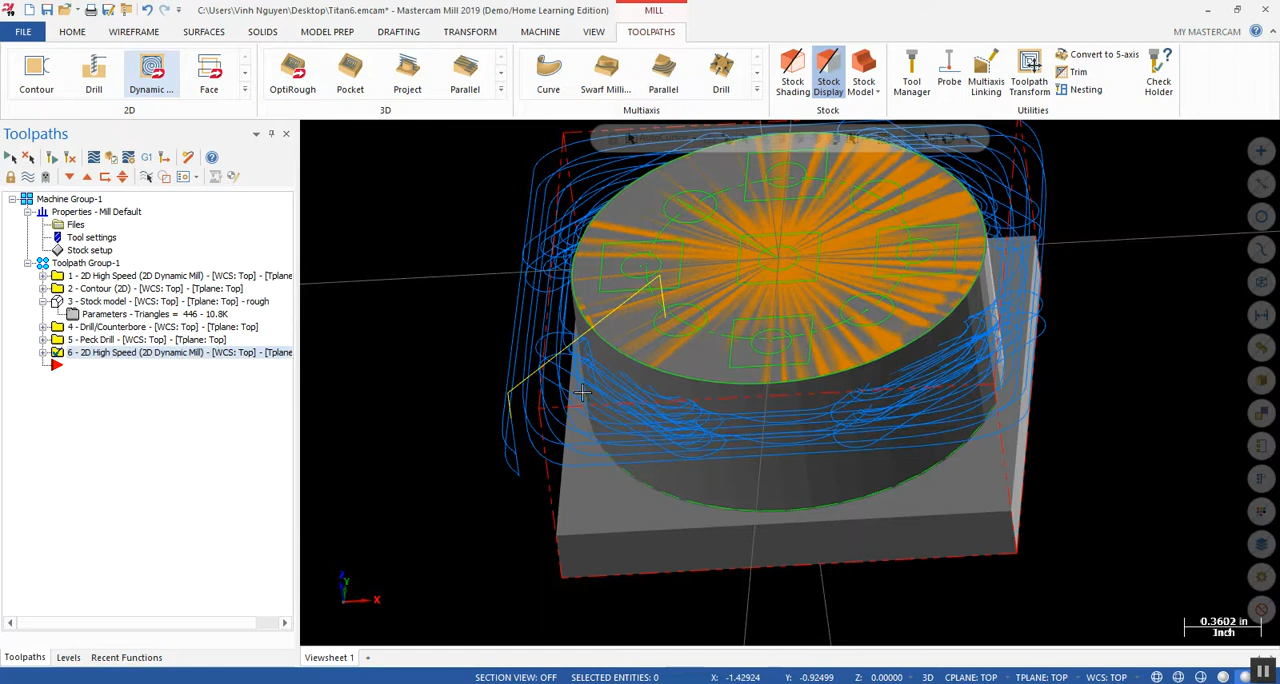 C:\Users\Vinh Nguyen\Desktop\Titan6.emcam* - Mastercam Mill 2019 (Demo/Home Learning Edition)
MILL
FILE HOME WIREFRAME SURFACES SOLIDS MODEL PREP DRAFTING TRANSFORM MACHINE VIEW TOOLPATHS MY MASTERCAM
Contour Drill Dynamic... Face OptiRough Pocket Project Parallel Curve Swarf Milli... Parallel Drill Stock Shading Stock Display Stock Model Tool Manager Probe Multiaxis Linking Toolpath Transform Convert to 5-axis Trim Nesting Check Holder
2D 3D Multiaxis Stock Utilities
Toolpaths
G1
Machine Group-1
Properties - Mill Default
Files
Tool settings
Stock setup
Toolpath Group-1
1 - 2D High Speed (2D Dynamic Mill) - [WCS: Top] - [Tplane
2 - Contour (2D) - [WCS: Top] - [Tplane: Top]
3 - Stock model - [WCS: Top] - [Tplane: Top] - rough
Parameters - Triangles = 446 - 10.8K
4 - Drill/Counterbore - [WCS: Top] - [Tplane: Top]
5 - Peck Drill - [WCS: Top] - [Tplane: Top]
6 - 2D High Speed (2D Dynamic Mill) - [WCS: Top] - [Tplane
Z
Y
X
0.3602 in
Inch
Toolpaths Levels Recent Functions Viewsheet 1
SECTION VIEW: OFF SELECTED ENTITIES: 0 X: -1.42924 Y: -0.92499 Z: 0.00000 3D CPLANE: TOP TPLANE: TOP WCS: TOP